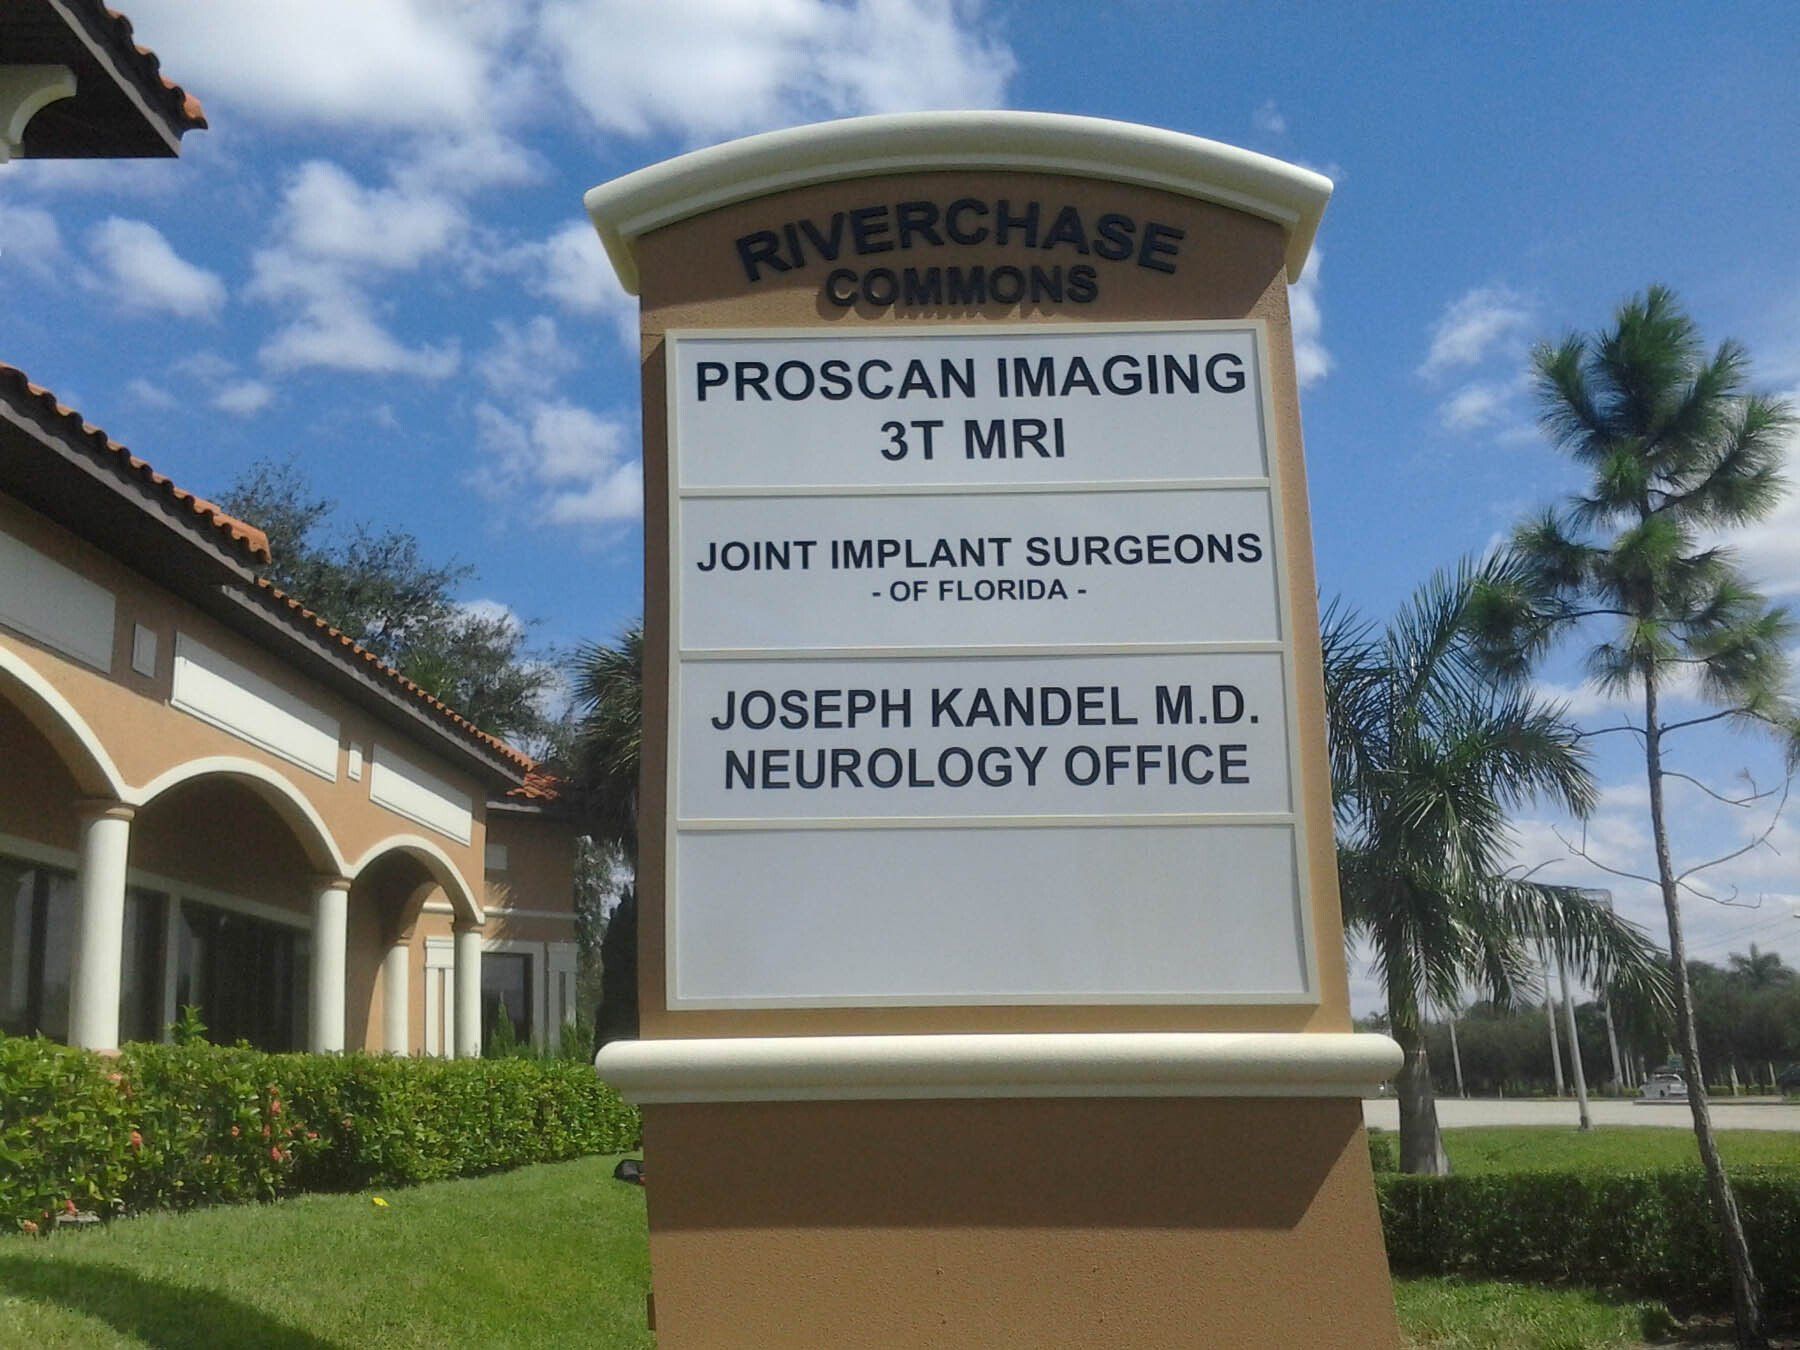 RIVERCHASE
COMMONS
PROSCAN IMAGING
3T MRI
JOINT IMPLANT SURGEONS
- OF FLORIDA -
JOSEPH KANDEL M.D.
NEUROLOGY OFFICE